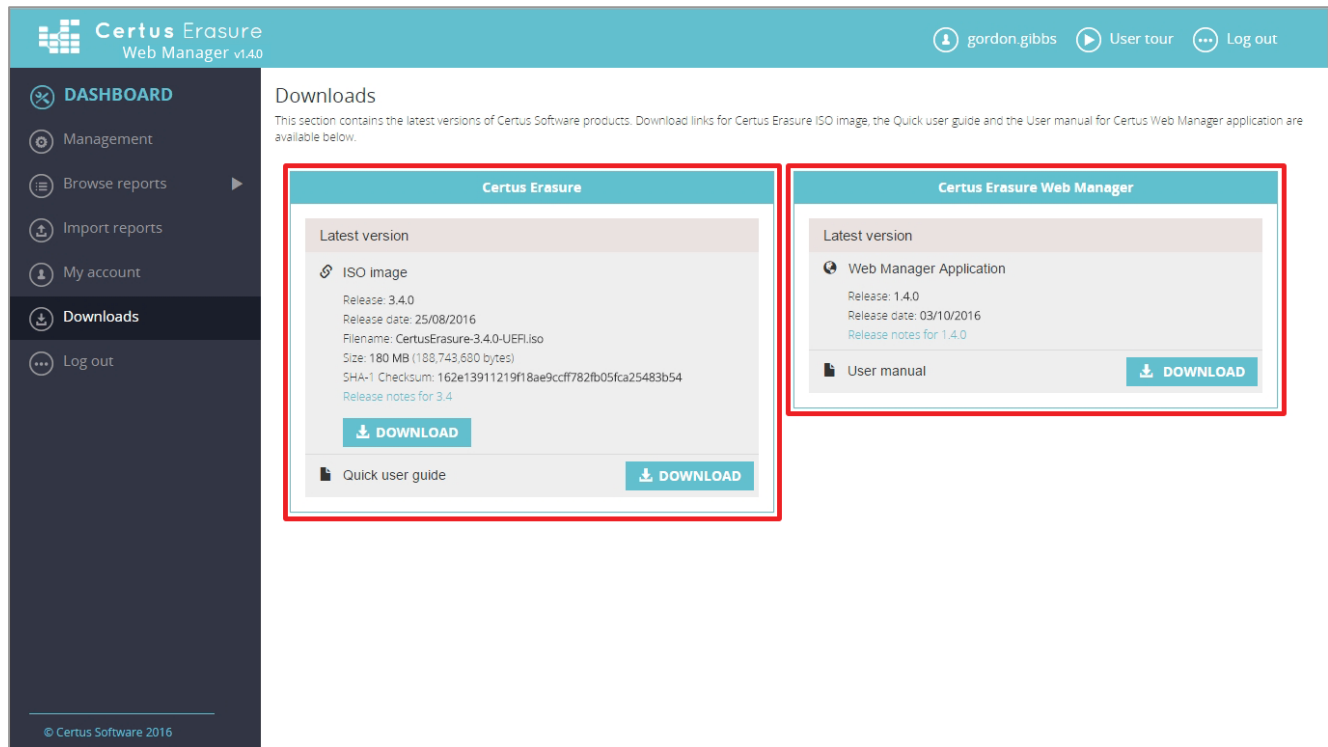 Certus Erasure
Web Manager v1.4.0
gordon.gibbs
User tour
Log out
DASHBOARD
Management
Browse reports
Import reports
My account
Downloads
Log out
© Certus Software 2016
Downloads
This section contains the latest versions of Certus Software products. Download links for Certus Erasure ISO image, the Quick user guide and the User manual for Certus Web Manager application are
available below.
Certus Erasure
Latest version
ISO image
Release: 3.4.0
Release date: 25/08/2016
Filename: CertusErasure-3.4.0-UEFI.iso
Size: 180 MB (188,743,680 bytes)
SHA-1 Checksum: 162e13911219f18ae9ccff782fb05fca25483b54
Release notes for 3.4
DOWNLOAD
Quick user guide
DOWNLOAD
Certus Erasure Web Manager
Latest version
Web Manager Application
Release: 1.4.0
Release date: 03/10/2016
Release notes for 1.4.0
User manual
DOWNLOAD